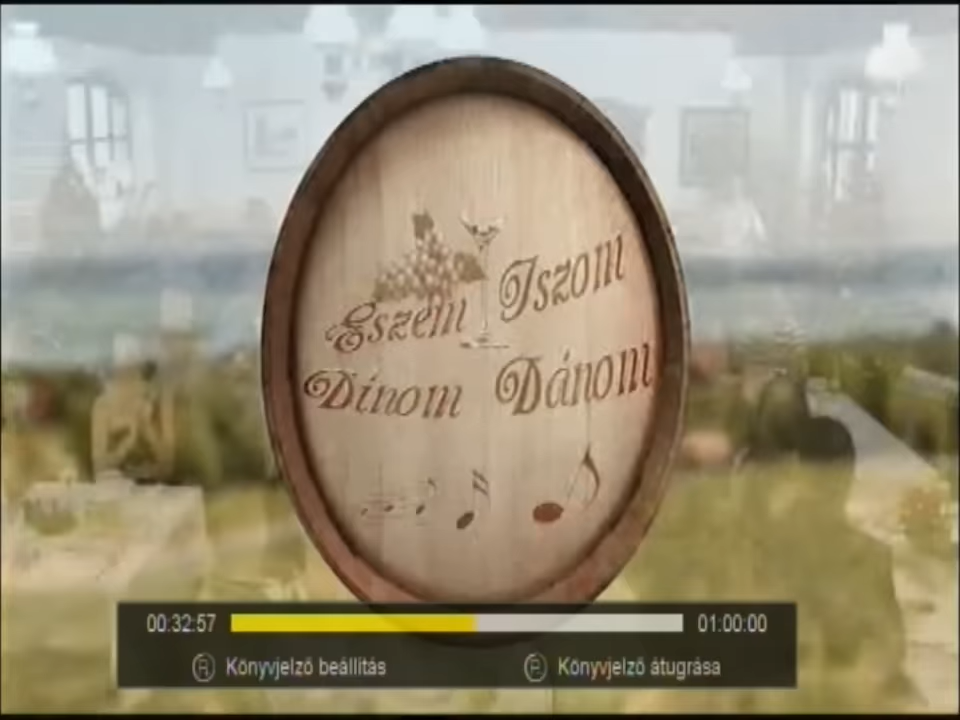 Eszem Iszom
Dínom Dánom
00:32:57 01:00:00
Könyvjelző beállítás Könyvjelző átugrása